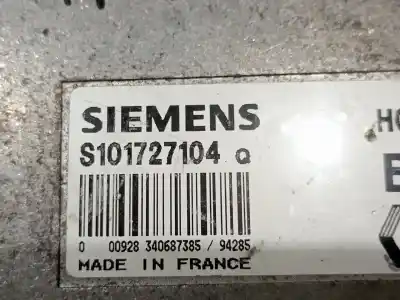 SIEMENS
S101727104 Q
0 00928 340687385 / 94285
MADE IN FRANCE